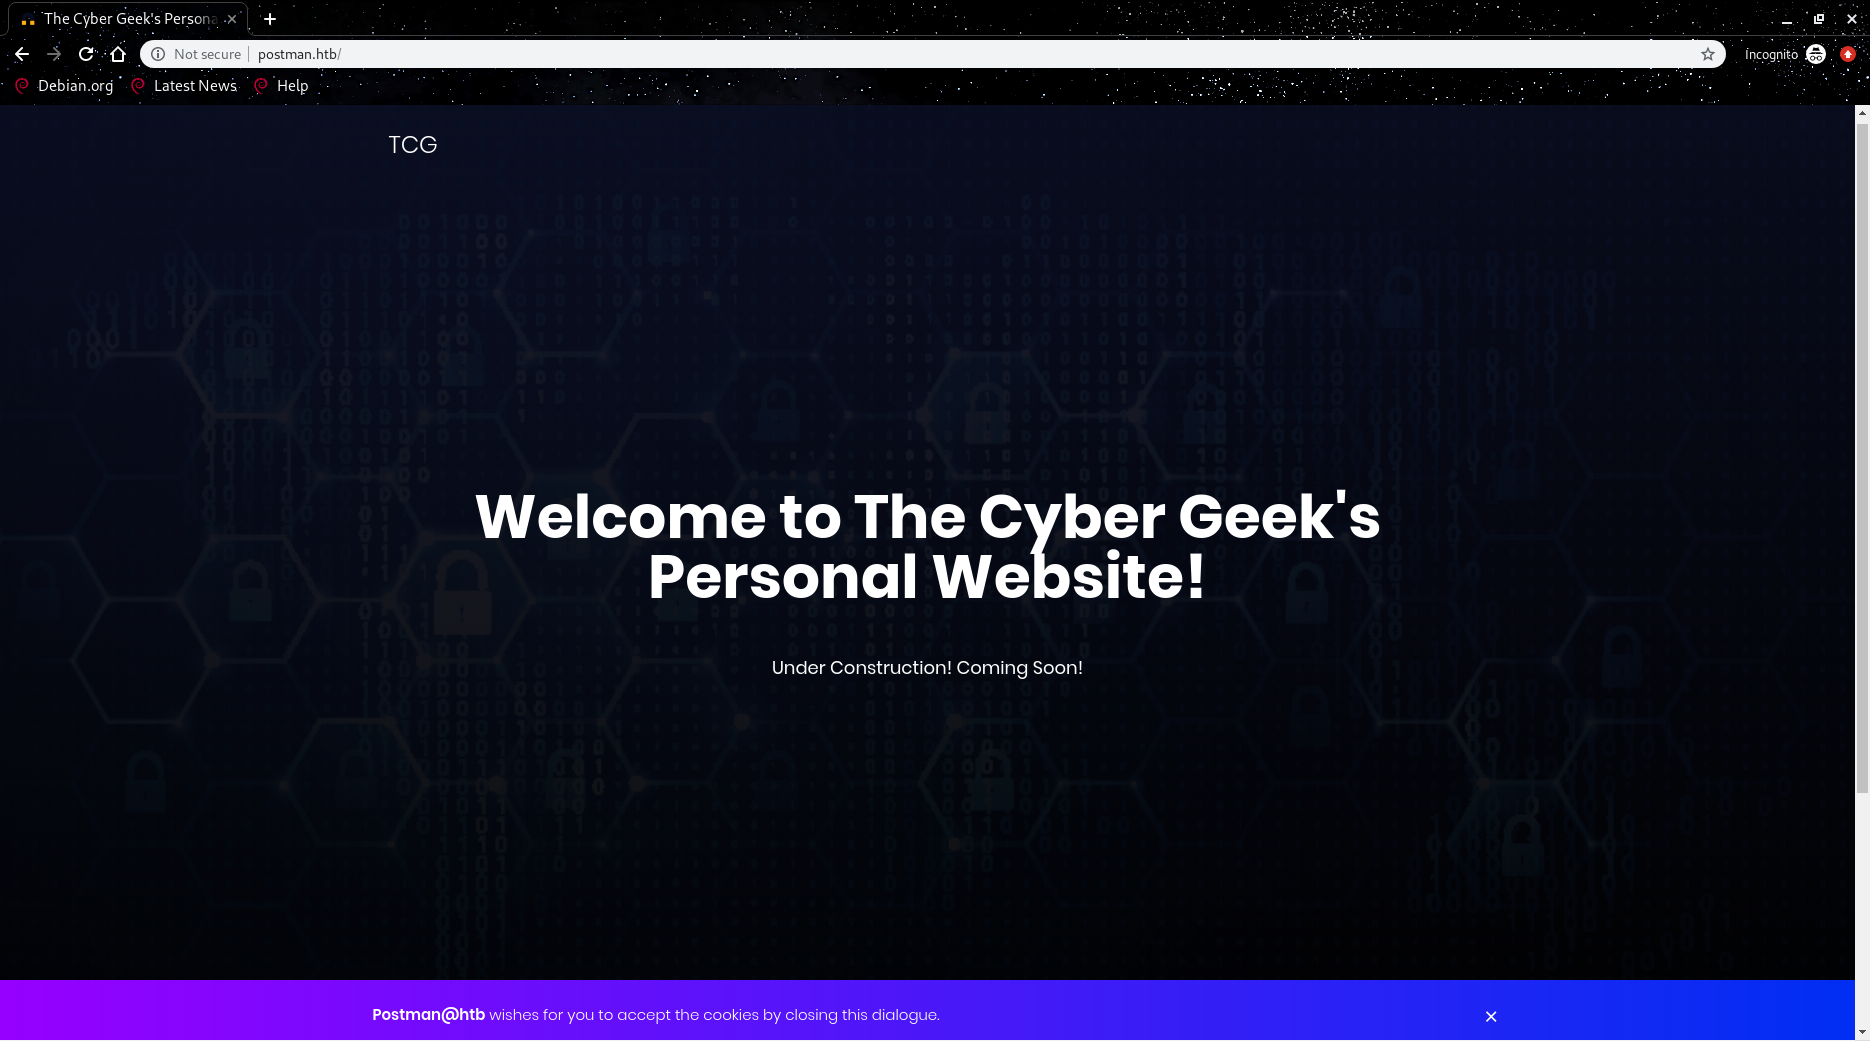 The Cyber Geek's Persona
Not secure
postman.htb/
Incognito
Debian.org
Latest News
Help
TCG
Welcome to The Cyber Geek's
Personal Website!
Under Construction! Coming Soon!
Postman@htb wishes for you to accept the cookies by closing this dialogue.